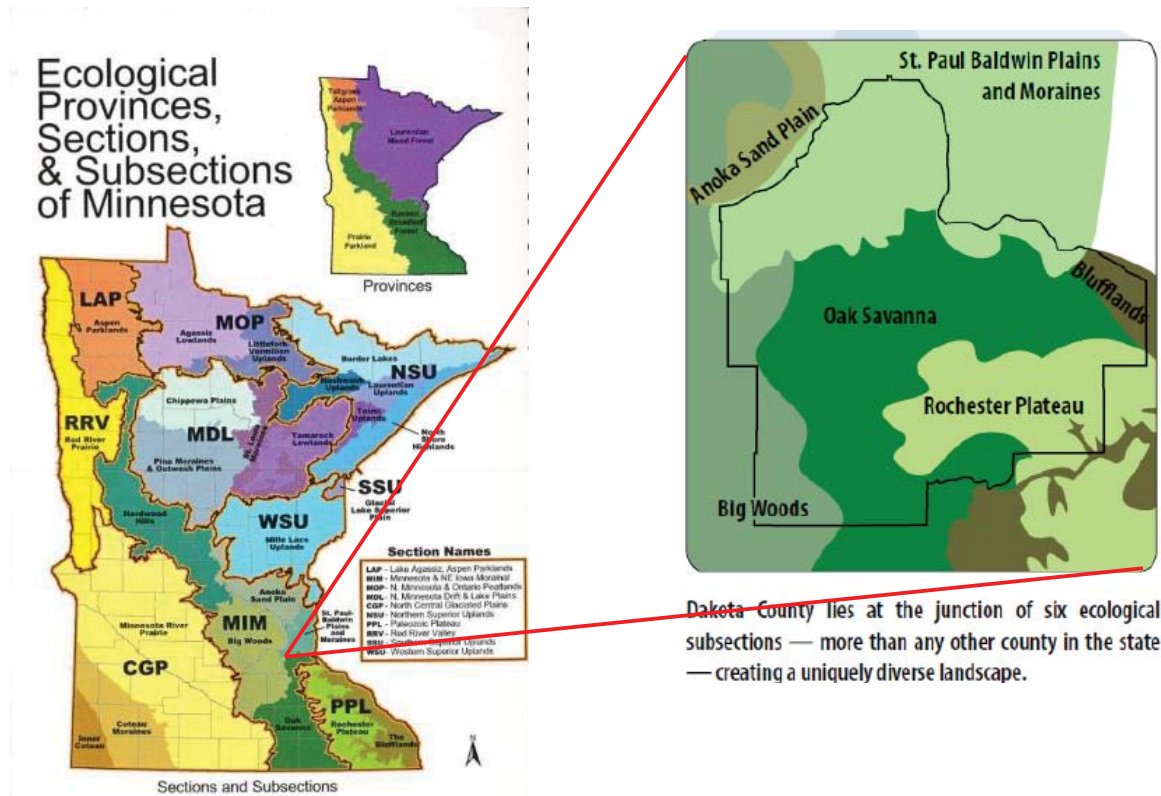 Ecological
Provinces,
Sections,
& Subsections
of Minnesota
Tallgrass
Aspen
Parklands
Laurentian
Mixed Forest
Eastern
Broadleaf
Forest
Prairie
Parkland
Provinces
LAP
Aspen
Parklands
MOP
Agassiz
Lowlands
Littlefork
Vermilion
Uplands
Border Lakes
NSU
Nashwauk
Uplands
Laurentian
Uplands
Toimi
Uplands
North
Shore
Highlands
Chippewa Plains
RRV
Red River
Prairie
MDL
St. Louis
Moraines
Tamarack
Lowlands
Pine Moraines
& Outwash Plains
SSU
Glacial
Lake Superior
Plain
Hardwood
Hills
WSU
Mille Lacs
Uplands
Section Names
LAP - Lake Agassiz, Aspen Parklands
MIM - Minnesota & NE Iowa Morainal
MOP - N. Minnesota & Ontario Peatlands
MDL - N. Minnesota Drift & Lake Plains
CGP - North Central Glaciated Plains
NSU - Northern Superior Uplands
PPL - Paleozoic Plateau
RRV - Red River Valley
SSU - Southern Superior Uplands
WSU - Western Superior Uplands
Anoka
Sand Plain
St. Paul-
Baldwin
Plains
and
Moraines
Minnesota River
Prairie
MIM
Big Woods
CGP
PPL
Rochester
Plateau
Oak
Savanna
The
Blufflands
Coteau
Moraines
Inner
Coteau
N
Sections and Subsections
St. Paul Baldwin Plains
and Moraines
Anoka Sand Plain
Blufflands
Oak Savanna
Rochester Plateau
Big Woods
Dakota County lies at the junction of six ecological
subsections — more than any other county in the state
— creating a uniquely diverse landscape.